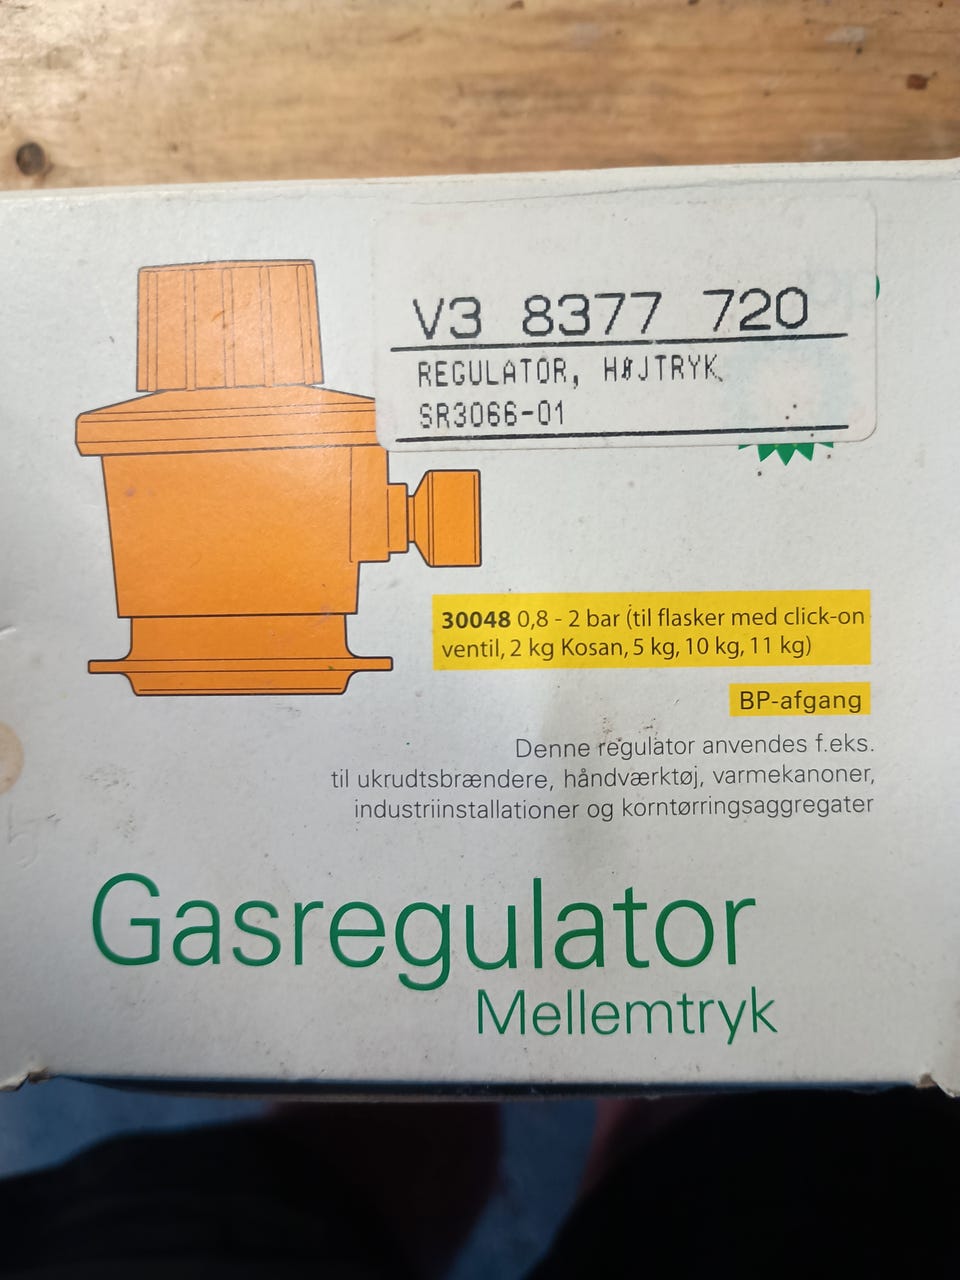 V3 8377 720
REGULATOR, HØJTRYK
SR3066-01
30048 0,8 - 2 bar (til flasker med click-on
ventil, 2 kg Kosan, 5 kg, 10 kg, 11 kg)
BP-afgang
Denne regulator anvendes f.eks.
til ukrudtsbrændere, håndværktøj, varmekanoner,
industriinstallationer og korntørringsaggregater
Gasregulator
Mellemtryk